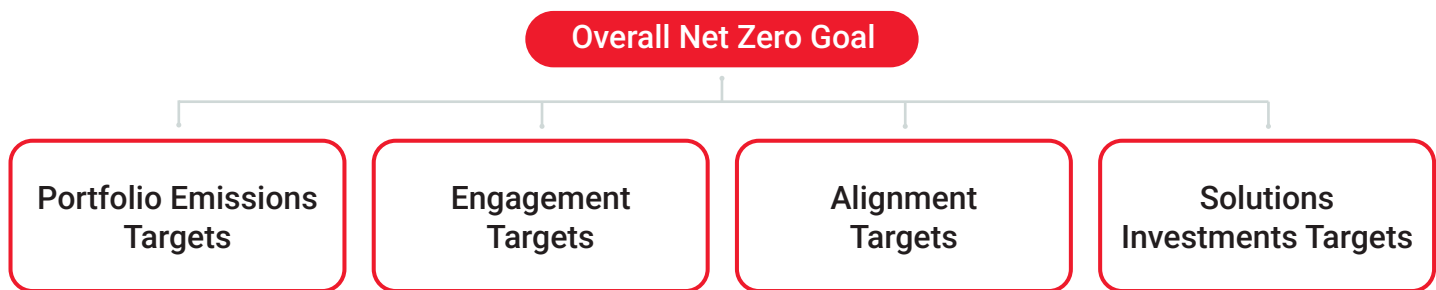 Overall Net Zero Goal
Portfolio Emissions
Targets
Engagement
Targets
Alignment
Targets
Solutions
Investments Targets